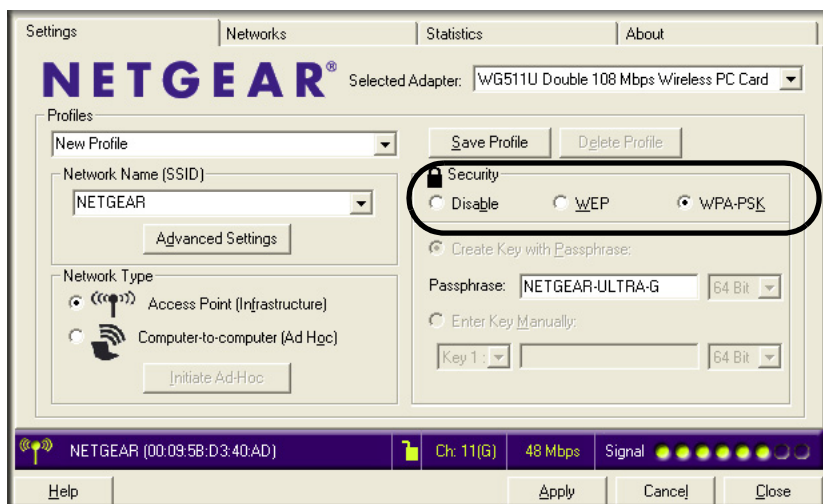 Settings
Networks
Statistics
About
NETGEAR®
Selected Adapter: WG511U Double 108 Mbps Wireless PC Card
Profiles
New Profile
Save Profile
Delete Profile
Network Name (SSID)
NETGEAR
Advanced Settings
Security
Disable WEP WPA-PSK
Create Key with Passphrase:
Passphrase: NETGEAR-ULTRA-G 64 Bit
Enter Key Manually:
Key 1 : 64 Bit
Network Type
Access Point (Infrastructure)
Computer-to-computer (Ad Hoc)
Initiate Ad-Hoc
NETGEAR (00:09:5B:D3:40:AD) Ch: 11(G) 48 Mbps Signal
Help Apply Cancel Close